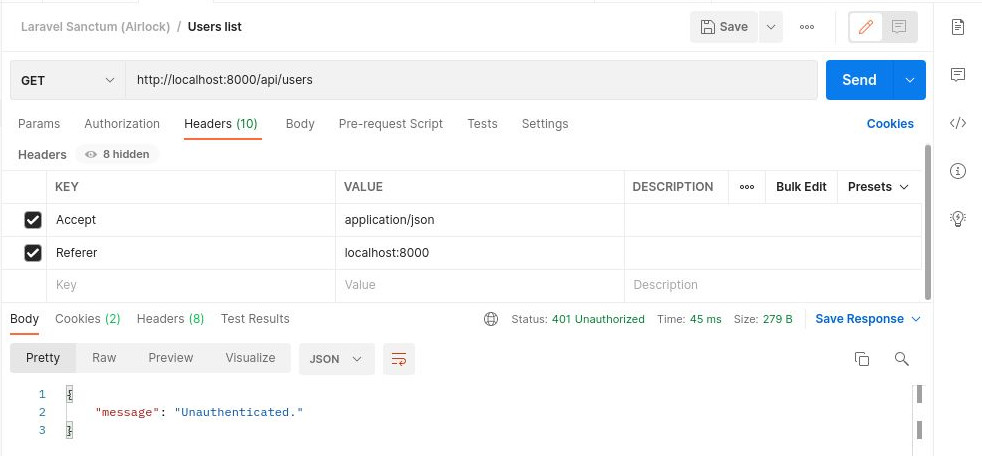 Laravel Sanctum (Airlock) / Users list
Save
GET http://localhost:8000/api/users
Send
Params Authorization Headers (10) Body Pre-request Script Tests Settings Cookies
Headers 8 hidden
KEY VALUE DESCRIPTION Bulk Edit Presets
Accept application/json
Referer localhost:8000
Key Value Description
Body Cookies (2) Headers (8) Test Results Status: 401 Unauthorized Time: 45 ms Size: 279 B Save Response
Pretty Raw Preview Visualize JSON
1 {
2 "message": "Unauthenticated."
3 }